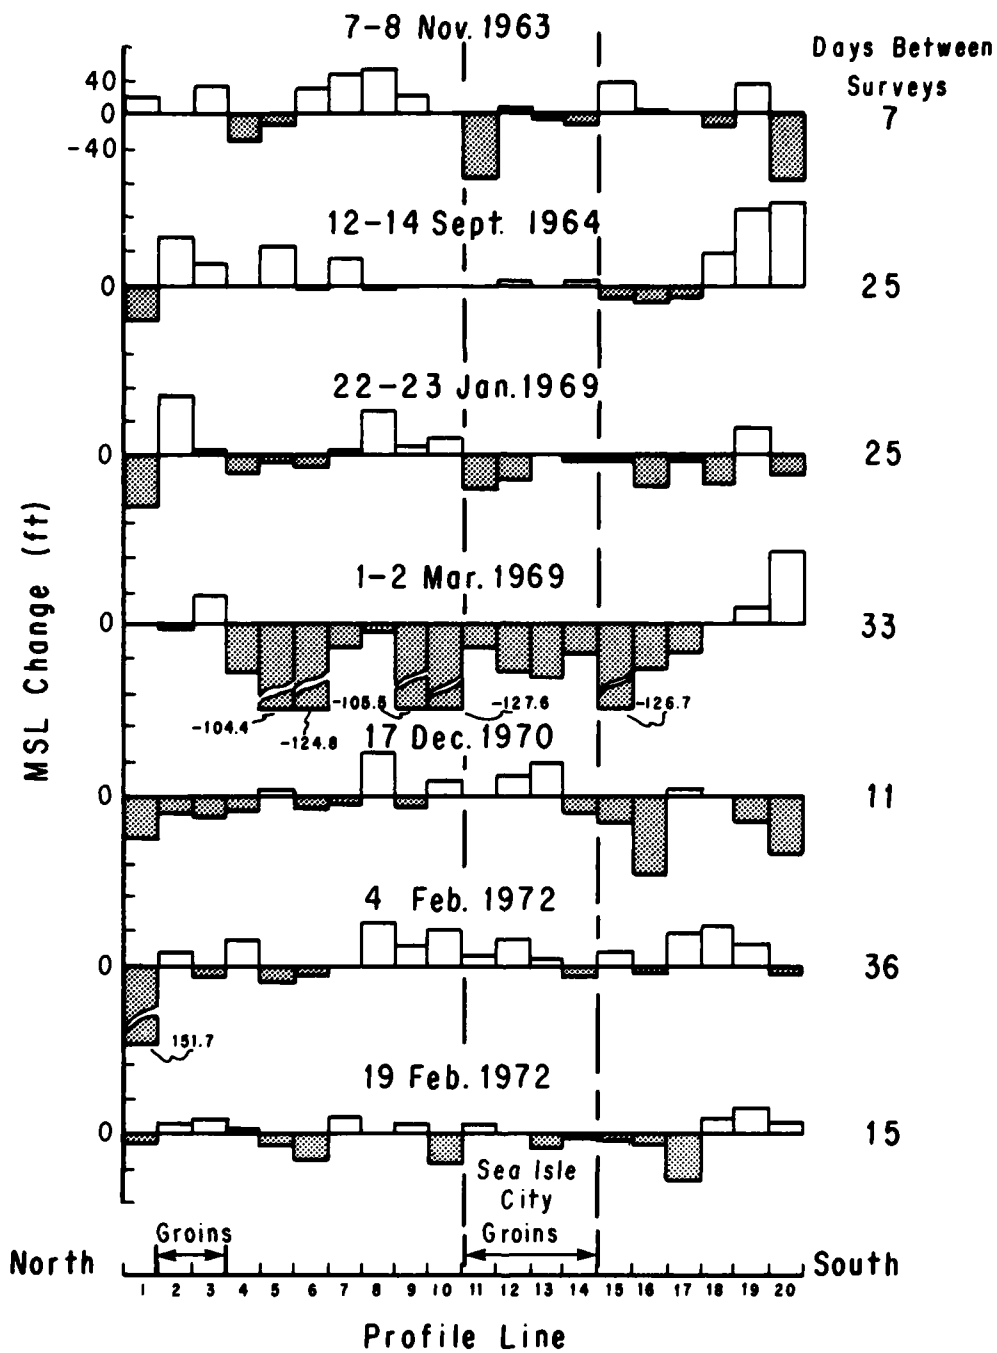 7-8 Nov. 1963
Days Between
Surveys
40
0
-40
7
12-14 Sept. 1964
0
25
22-23 Jan. 1969
0
25
MSL Change (ft)
1-2 Mar. 1969
0
33
-104.4
-124.8
-105.5
-127.6
-126.7
17 Dec. 1970
0
11
4 Feb. 1972
0
36
151.7
19 Feb. 1972
0
15
Sea Isle
City
Groins
Groins
North
South
1 2 3 4 5 6 7 8 9 10 11 12 13 14 15 16 17 18 19 20
Profile Line